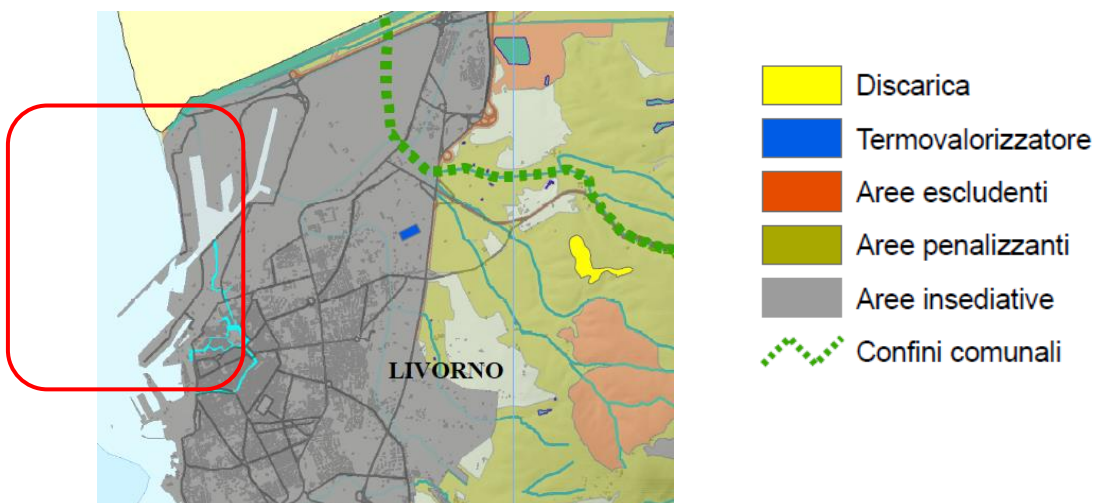 LIVORNO
Discarica
Termovalorizzatore
Aree escludenti
Aree penalizzanti
Aree insediative
Confini comunali